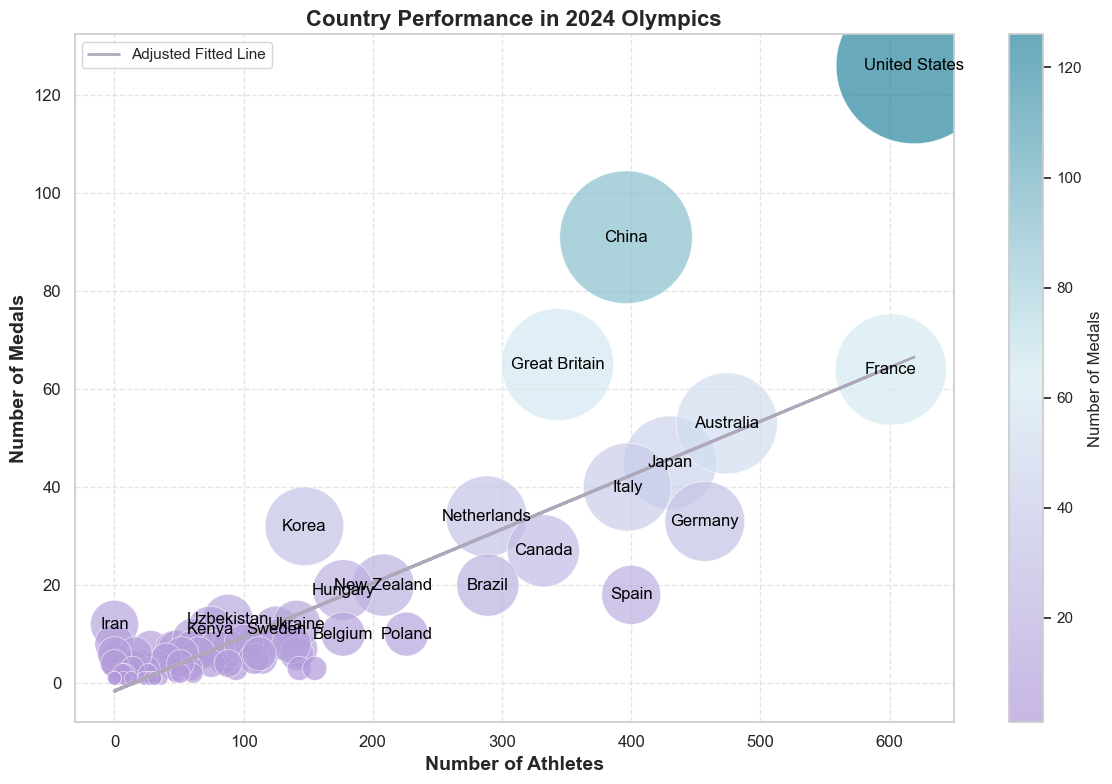 Country Performance in 2024 Olympics
Adjusted Fitted Line
United States
China
Great Britain
France
Australia
Japan
Italy
Netherlands
Korea
Germany
Canada
New Zealand
Hungary
Brazil
Spain
Uzbekistan
Iran
Ukraine
Kenya
Sweden
Belgium
Poland
120
100
80
60
40
20
0
Number of Medals
0
100
200
300
400
500
600
Number of Athletes
120
100
80
60
40
20
Number of Medals